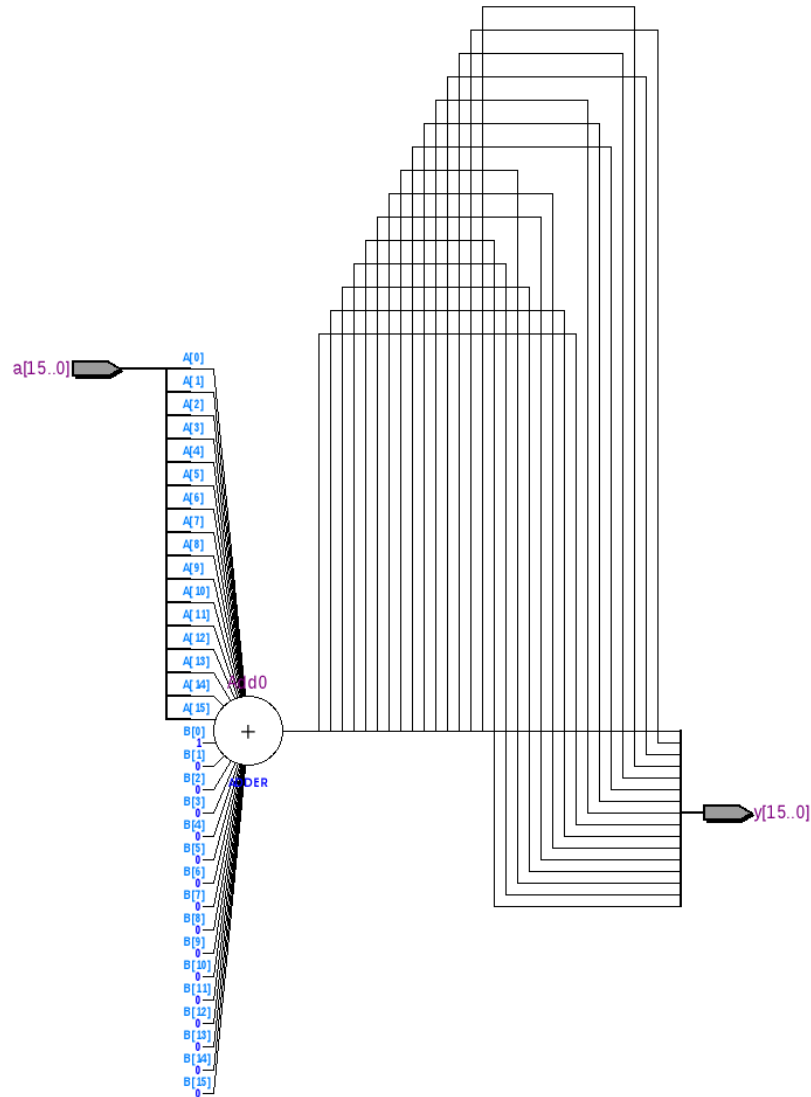 A[0]
a[15..0]
A[1]
A[2]
A[3]
A[4]
A[5]
A[6]
A[7]
A[8]
A[9]
A[10]
A[11]
A[12]
A[13]
Add0
A[14]
A[15]
B[0]
+
1
B[1]
0
B[2]
ADDER
0
B[3]
0
y[15..0]
B[4]
0
B[5]
0
B[6]
0
B[7]
0
B[8]
0
B[9]
0
B[10]
0
B[11]
0
B[12]
0
B[13]
0
B[14]
0
B[15]
0